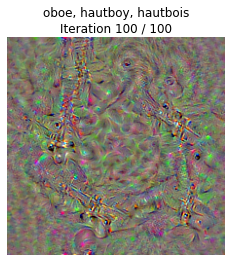 oboe, hautboy, hautbois
Iteration 100 / 100